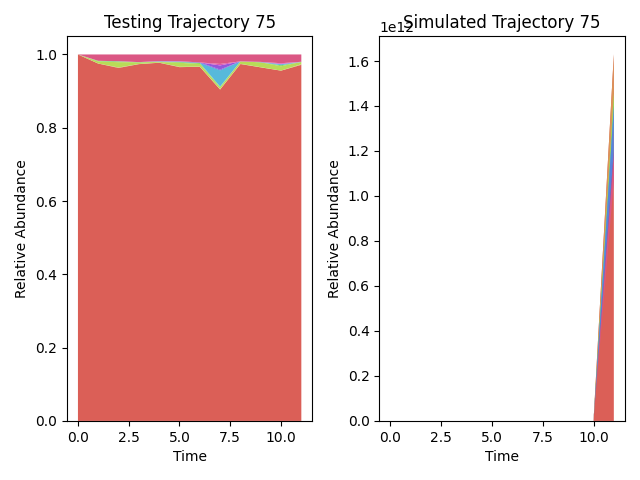 Testing Trajectory 75
Relative Abundance
1.0
0.8
0.6
0.4
0.2
0.0
0.0 2.5 5.0 7.5 10.0
Time
Simulated Trajectory 75
1e12
Relative Abundance
1.6
1.4
1.2
1.0
0.8
0.6
0.4
0.2
0.0
0.0 2.5 5.0 7.5 10.0
Time